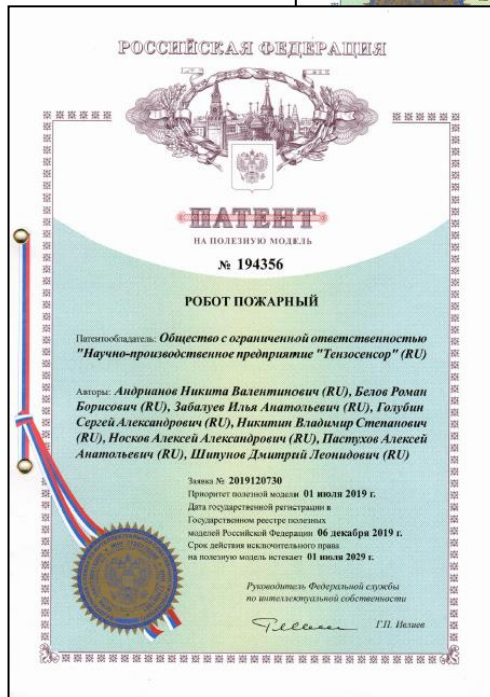 РОССИЙСКАЯ ФЕДЕРАЦИЯ
ПАТЕНТ
НА ПОЛЕЗНУЮ МОДЕЛЬ
№ 194356
РОБОТ ПОЖАРНЫЙ
Патентообладатель: Общество с ограниченной ответственностью
"Научно-производственное предприятие "Тензосенсор" (RU)
Авторы: Андрианов Никита Валентинович (RU), Белов Роман
Борисович (RU), Забалуев Илья Анатольевич (RU), Голубин
Сергей Александрович (RU), Никитин Владимир Степанович
(RU), Носков Алексей Александрович (RU), Пастухов Алексей
Анатольевич (RU), Шипунов Дмитрий Леонидович (RU)
Заявка № 2019120730
Приоритет полезной модели 01 июля 2019 г.
Дата государственной регистрации в
Государственном реестре полезных
моделей Российской Федерации 06 декабря 2019 г.
Срок действия исключительного права
на полезную модель истекает 01 июля 2029 г.
Руководитель Федеральной службы
по интеллектуальной собственности
Г.П. Ивлиев